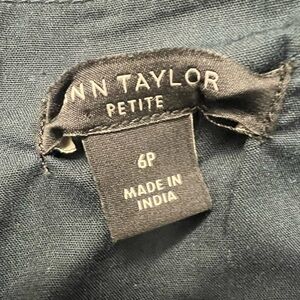 NN TAYLOR
PETITE
6P
MADE IN
INDIA